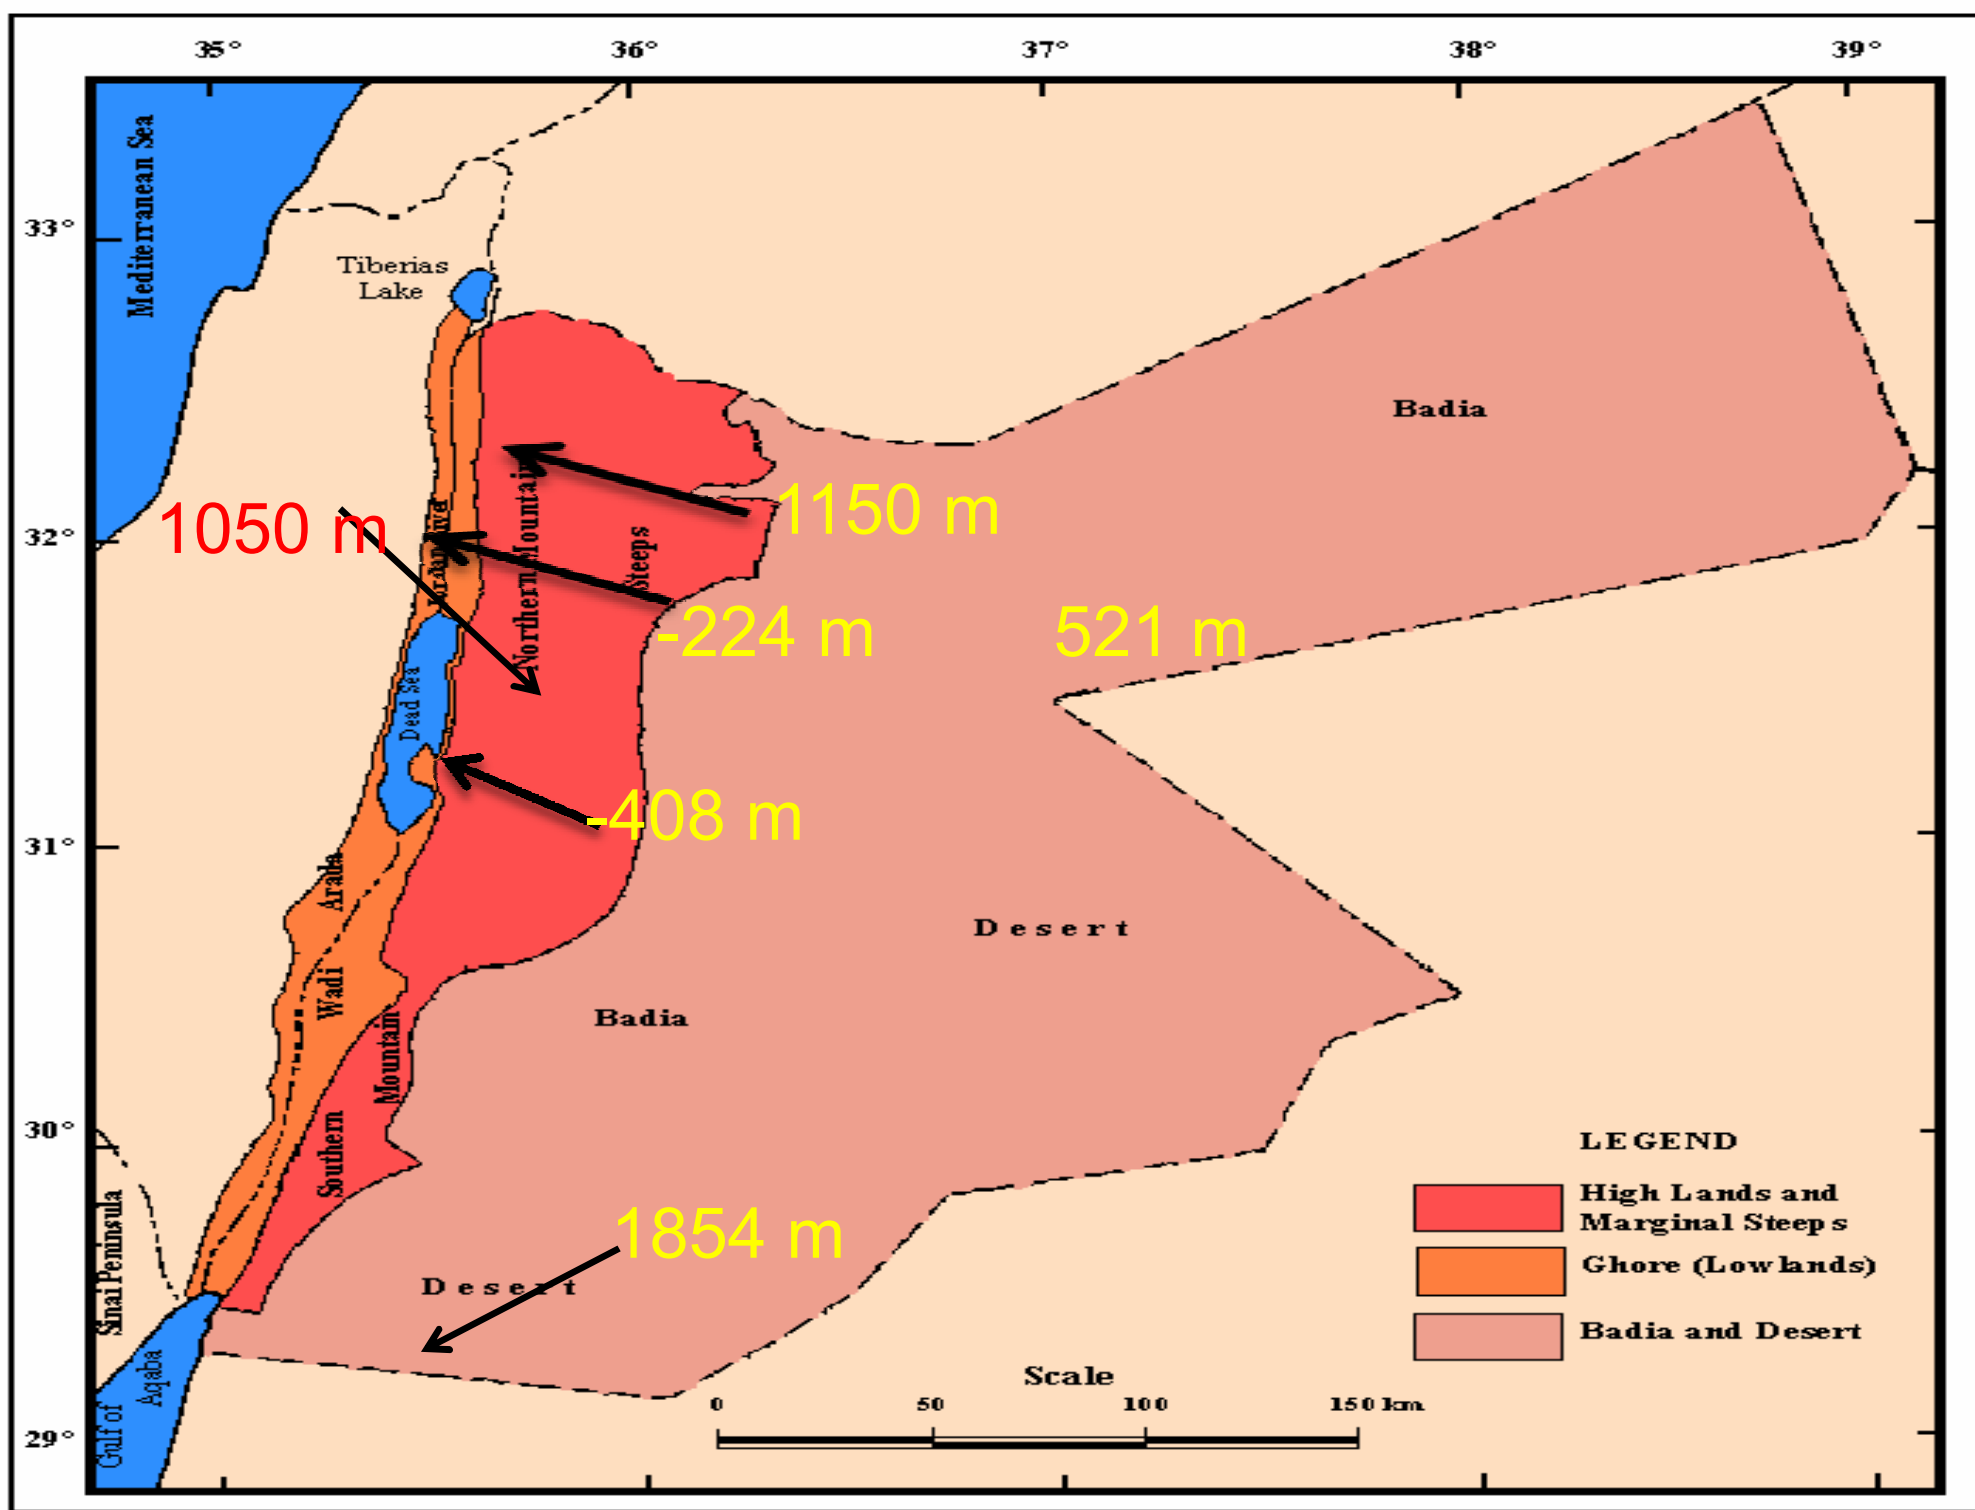 35° 36° 37° 38° 39°
Mediterranean Sea
33°
Tiberias
Lake
Badia
1150 m
1050 m
32°
Northern Mountain
Steeps
-224 m
521 m
Dead Sea
-408 m
31°
Araba
Wadi
Desert
Badia
Mountain
Southern
30°
LEGEND
High Lands and
Marginal Steeps
Ghore (Lowlands)
Badia and Desert
Sinai Peninsula
1854 m
Desert
Gulf of
Aqaba
Scale
0 50 100 150 km
29°